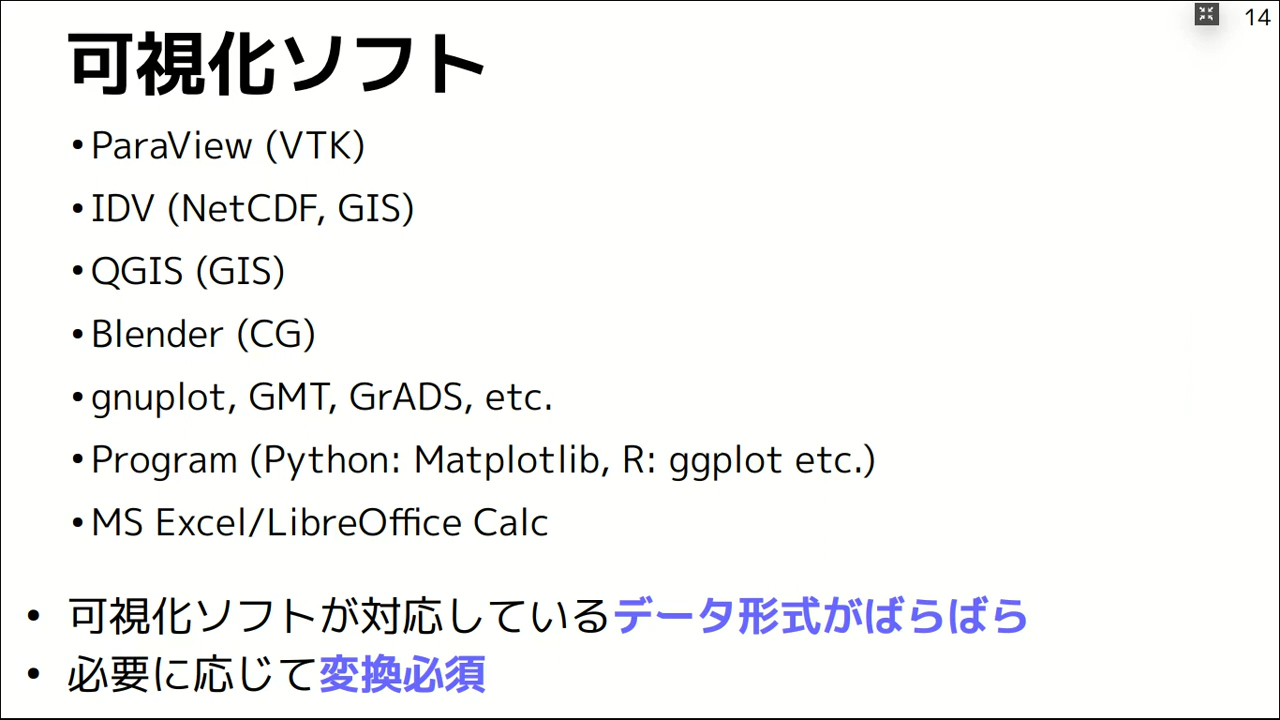 14
可視化ソフト
•ParaView (VTK)
•IDV (NetCDF, GIS)
•QGIS (GIS)
•Blender (CG)
•gnuplot, GMT, GrADS, etc.
•Program (Python: Matplotlib, R: ggplot etc.)
•MS Excel/LibreOffice Calc
• 可視化ソフトが対応しているデータ形式がばらばら
• 必要に応じて変換必須